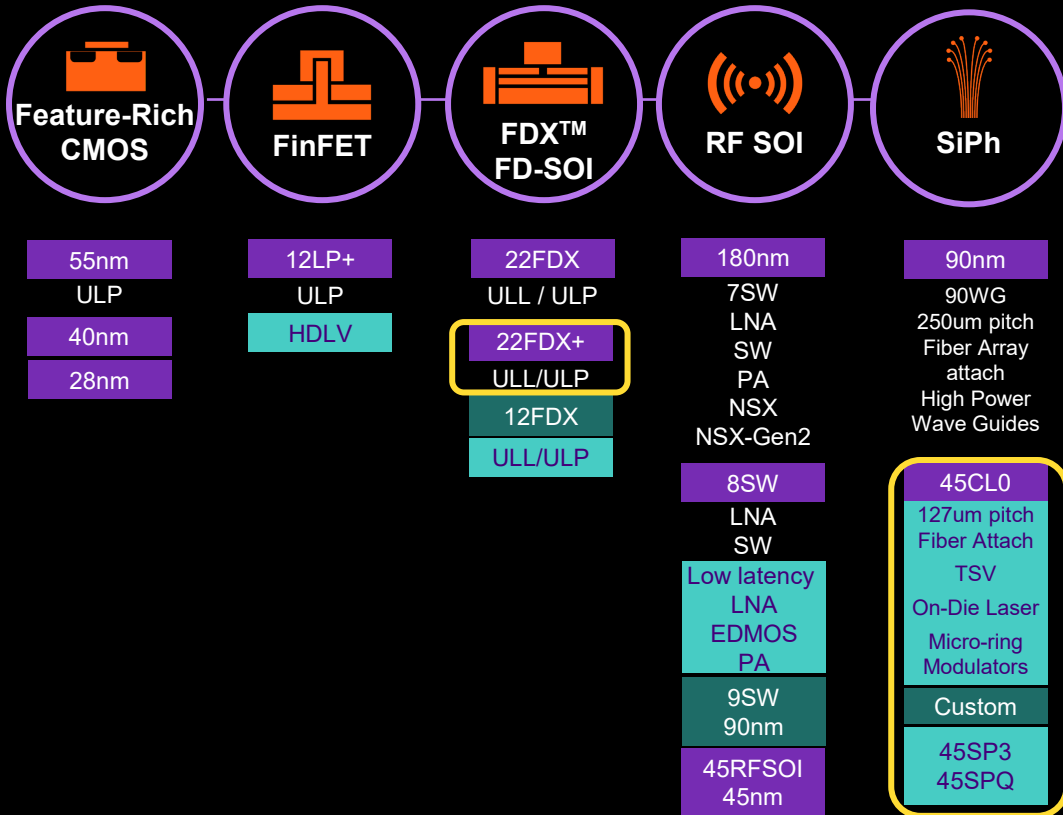 Feature-Rich
CMOS
FinFET
FDX™
FD-SOI
RF SOI
SiPh
55nm
ULP
40nm
28nm
12LP+
ULP
HDLV
22FDX
ULL / ULP
22FDX+
ULL/ULP
12FDX
ULL/ULP
180nm
7SW
LNA
SW
PA
NSX
NSX-Gen2
8SW
LNA
SW
Low latency
LNA
EDMOS
PA
9SW
90nm
45RFSOI
45nm
90nm
90WG
250um pitch
Fiber Array
attach
High Power
Wave Guides
45CL0
127um pitch
Fiber Attach
TSV
On-Die Laser
Micro-ring
Modulators
Custom
45SP3
45SPQ